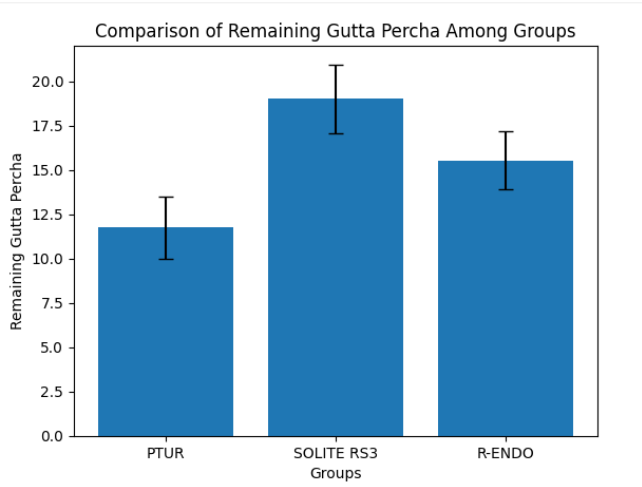 Comparison of Remaining Gutta Percha Among Groups
20.0
17.5
15.0
12.5
10.0
7.5
5.0
2.5
0.0
Remaining Gutta Percha
PTUR SOLITE RS3 R-ENDO
Groups